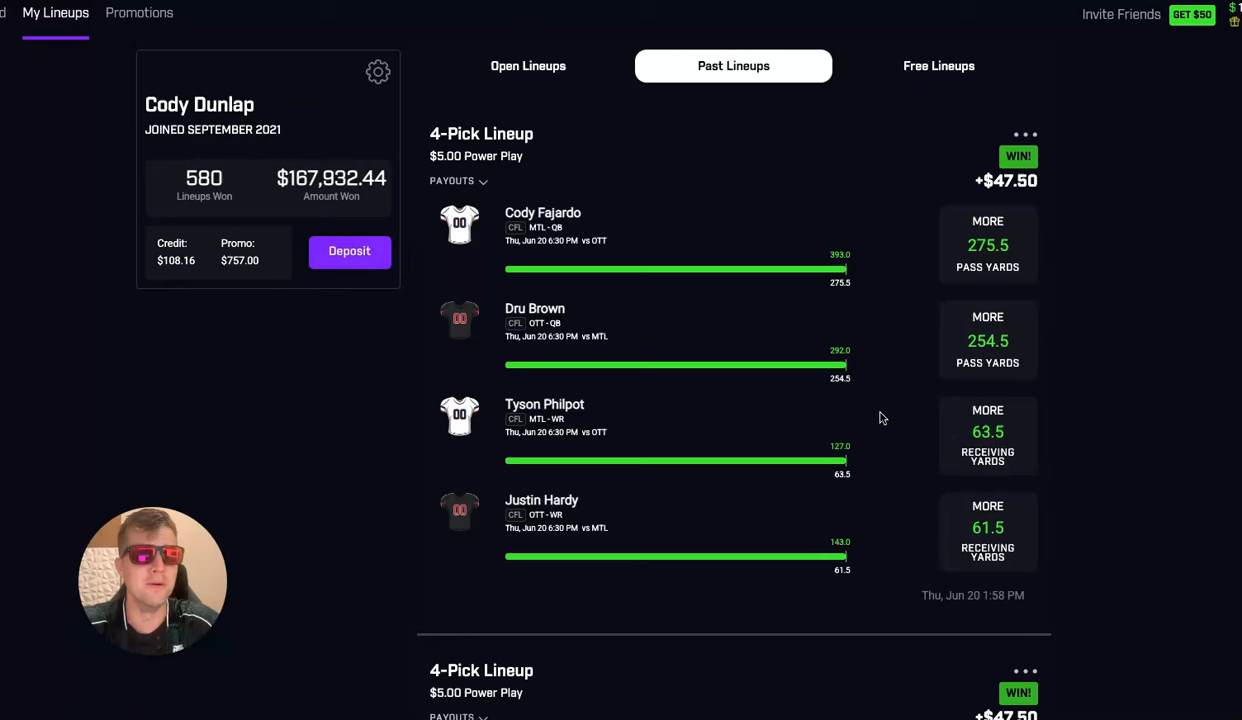 d My Lineups Promotions Invite Friends GET $50 $1
Open Lineups Past Lineups Free Lineups
Cody Dunlap
JOINED SEPTEMBER 2021
580 $167,932.44
Lineups Won Amount Won
Credit: Promo:
$108.16 $757.00 Deposit
4-Pick Lineup
$5.00 Power Play WIN!
PAYOUTS +$47.50
00 Cody Fajardo
CFL MTL - QB
Thu, Jun 20 6:30 PM vs OTT
393.0
275.5
MORE
275.5
PASS YARDS
00 Dru Brown
CFL OTT - QB
Thu, Jun 20 6:30 PM vs MTL
292.0
254.5
MORE
254.5
PASS YARDS
00 Tyson Philpot
CFL MTL - WR
Thu, Jun 20 6:30 PM vs OTT
127.0
63.5
MORE
63.5
RECEIVING
YARDS
00 Justin Hardy
CFL OTT - WR
Thu, Jun 20 6:30 PM vs MTL
143.0
61.5
MORE
61.5
RECEIVING
YARDS
Thu, Jun 20 1:58 PM
4-Pick Lineup
$5.00 Power Play WIN!
PAYOUTS +$47.50